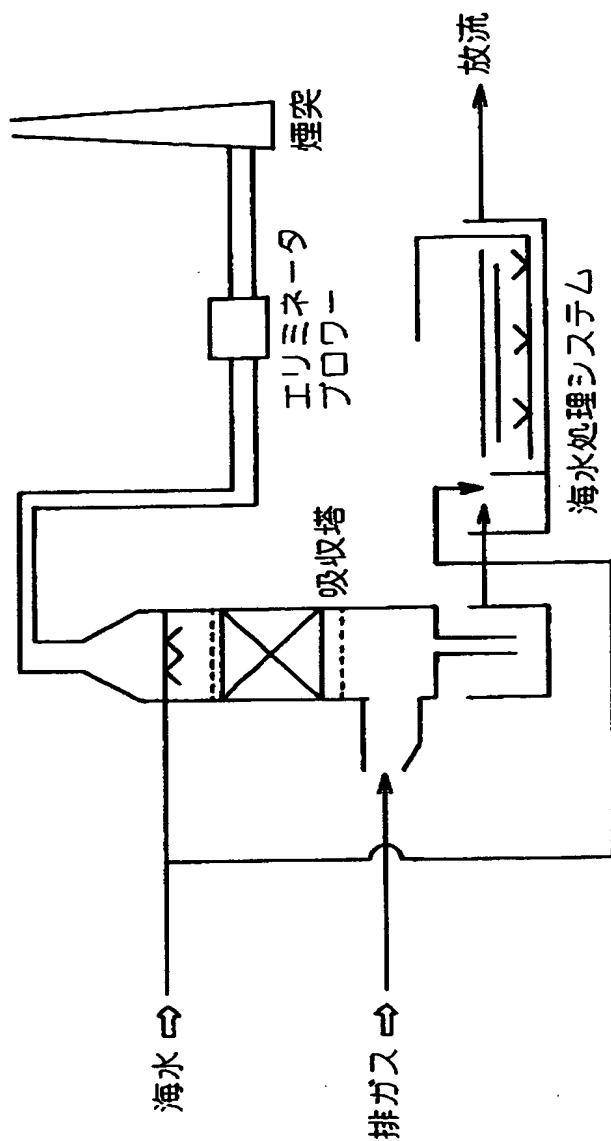 煙突
エリミネータ
ブロワー
吸収塔
海水
排ガス
放流
海水処理システム